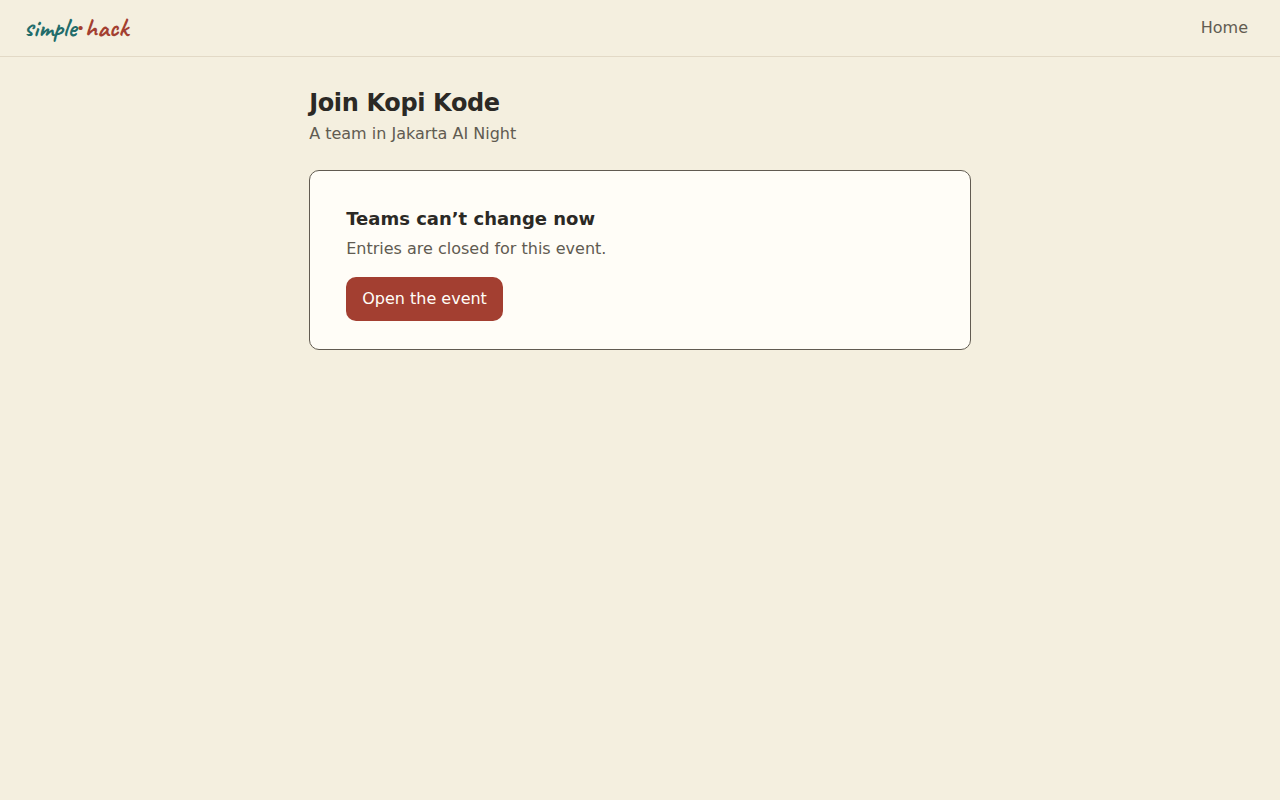 simple·hack
Home
Join Kopi Kode
A team in Jakarta AI Night
Teams can’t change now
Entries are closed for this event.
Open the event